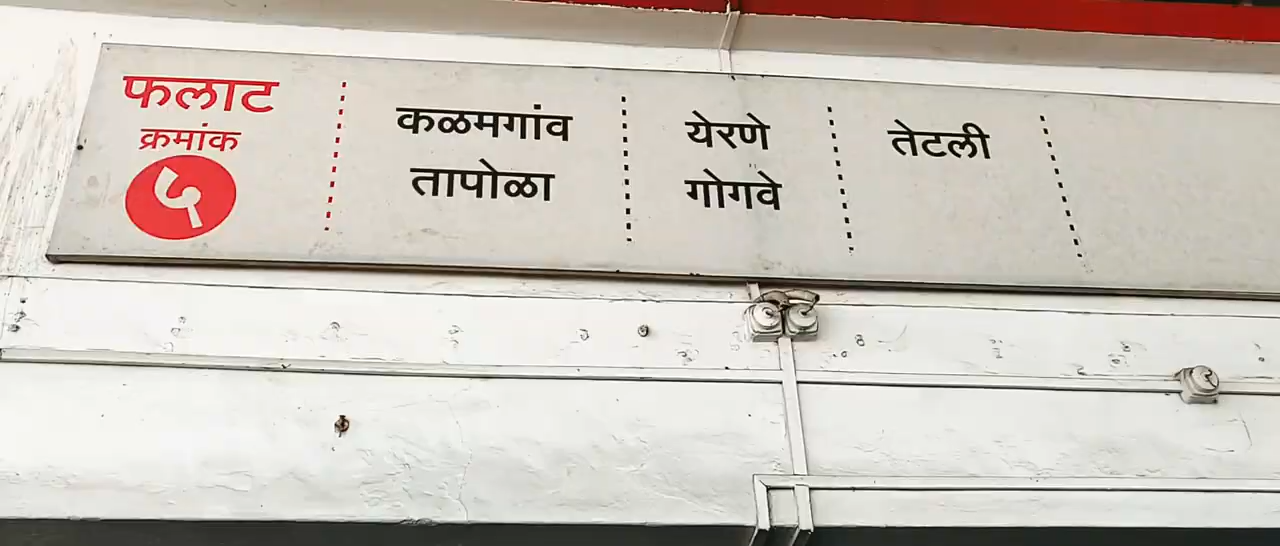 फलाट
क्रमांक
५
कळमगांव
तापोळा
येरणे
गोगवे
तेटली